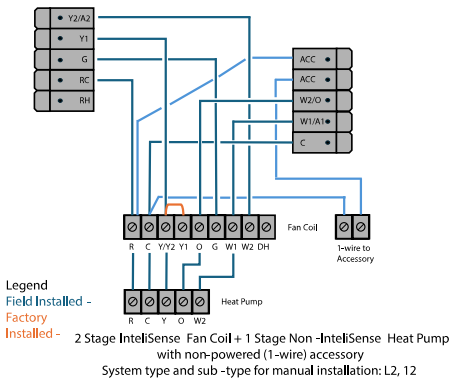 Y2/A2
Y1
G
RC
RH
ACC
ACC
W2/O
W1/A1
C
R C Y/Y2 Y1 O G W1 W2 DH
Fan Coil
1-wire to
Accessory
R C Y O W2
Heat Pump
Legend
Field Installed -
Factory
Installed -
2 Stage InteliSense Fan Coil + 1 Stage Non -InteliSense Heat Pump
with non-powered (1-wire) accessory
System type and sub -type for manual installation: L2, 12